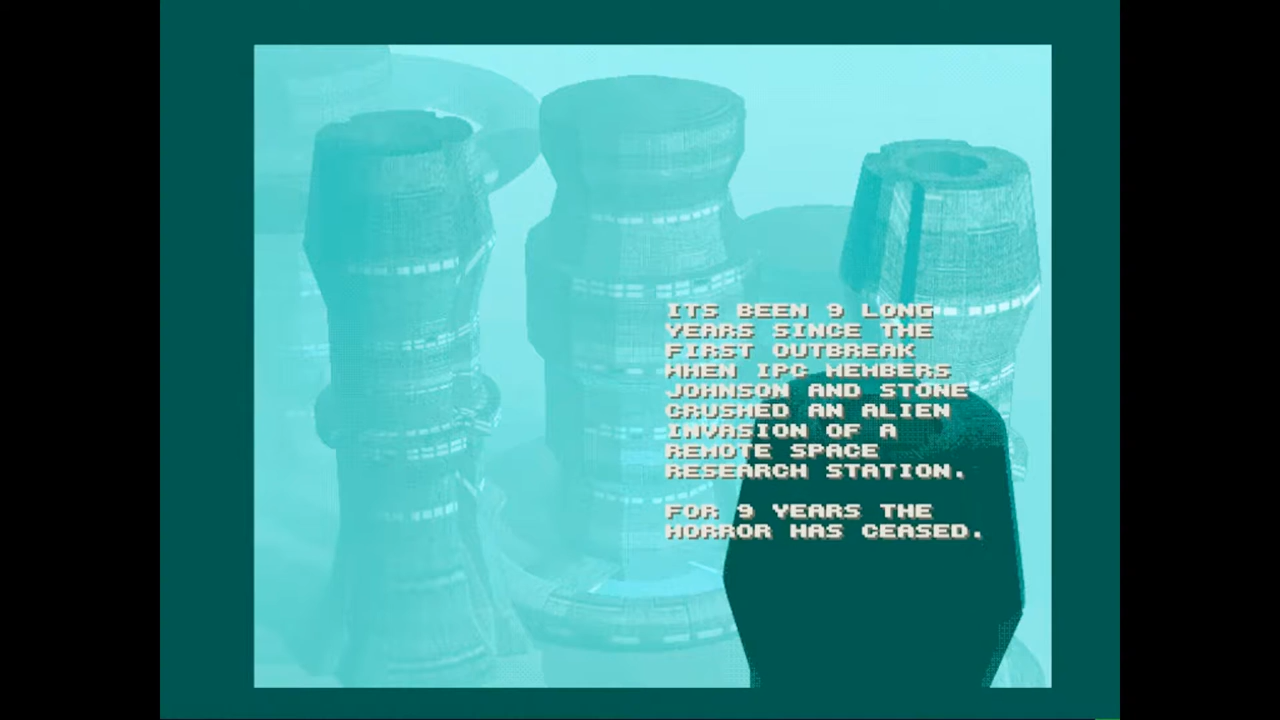 ITS BEEN 9 LONG
YEARS SINCE THE
FIRST OUTBREAK
WHEN IPC MEMBERS
JOHNSON AND STONE
CRUSHED AN ALIEN
INVASION OF A
REMOTE SPACE
RESEARCH STATION.
FOR 9 YEARS THE
HORROR HAS CEASED.